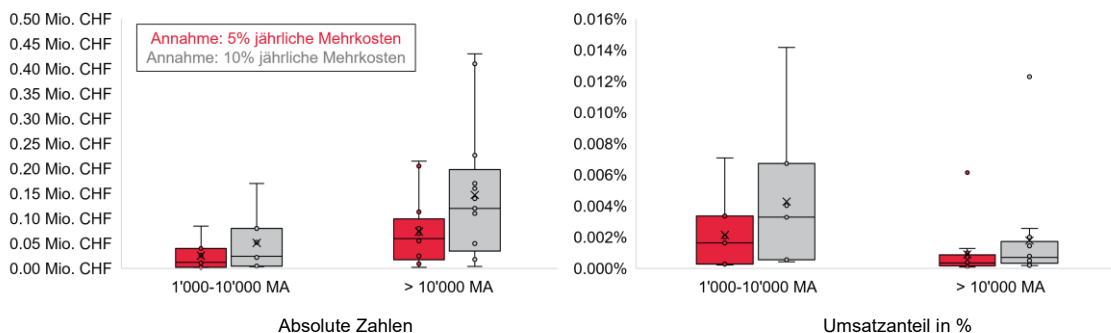 0.50 Mio. CHF
0.45 Mio. CHF
0.40 Mio. CHF
0.35 Mio. CHF
0.30 Mio. CHF
0.25 Mio. CHF
0.20 Mio. CHF
0.15 Mio. CHF
0.10 Mio. CHF
0.05 Mio. CHF
0.00 Mio. CHF
Annahme: 5% jährliche Mehrkosten
Annahme: 10% jährliche Mehrkosten
1'000-10'000 MA
> 10'000 MA
Absolute Zahlen
0.016%
0.014%
0.012%
0.010%
0.008%
0.006%
0.004%
0.002%
0.000%
1'000-10'000 MA
> 10'000 MA
Umsatzanteil in %